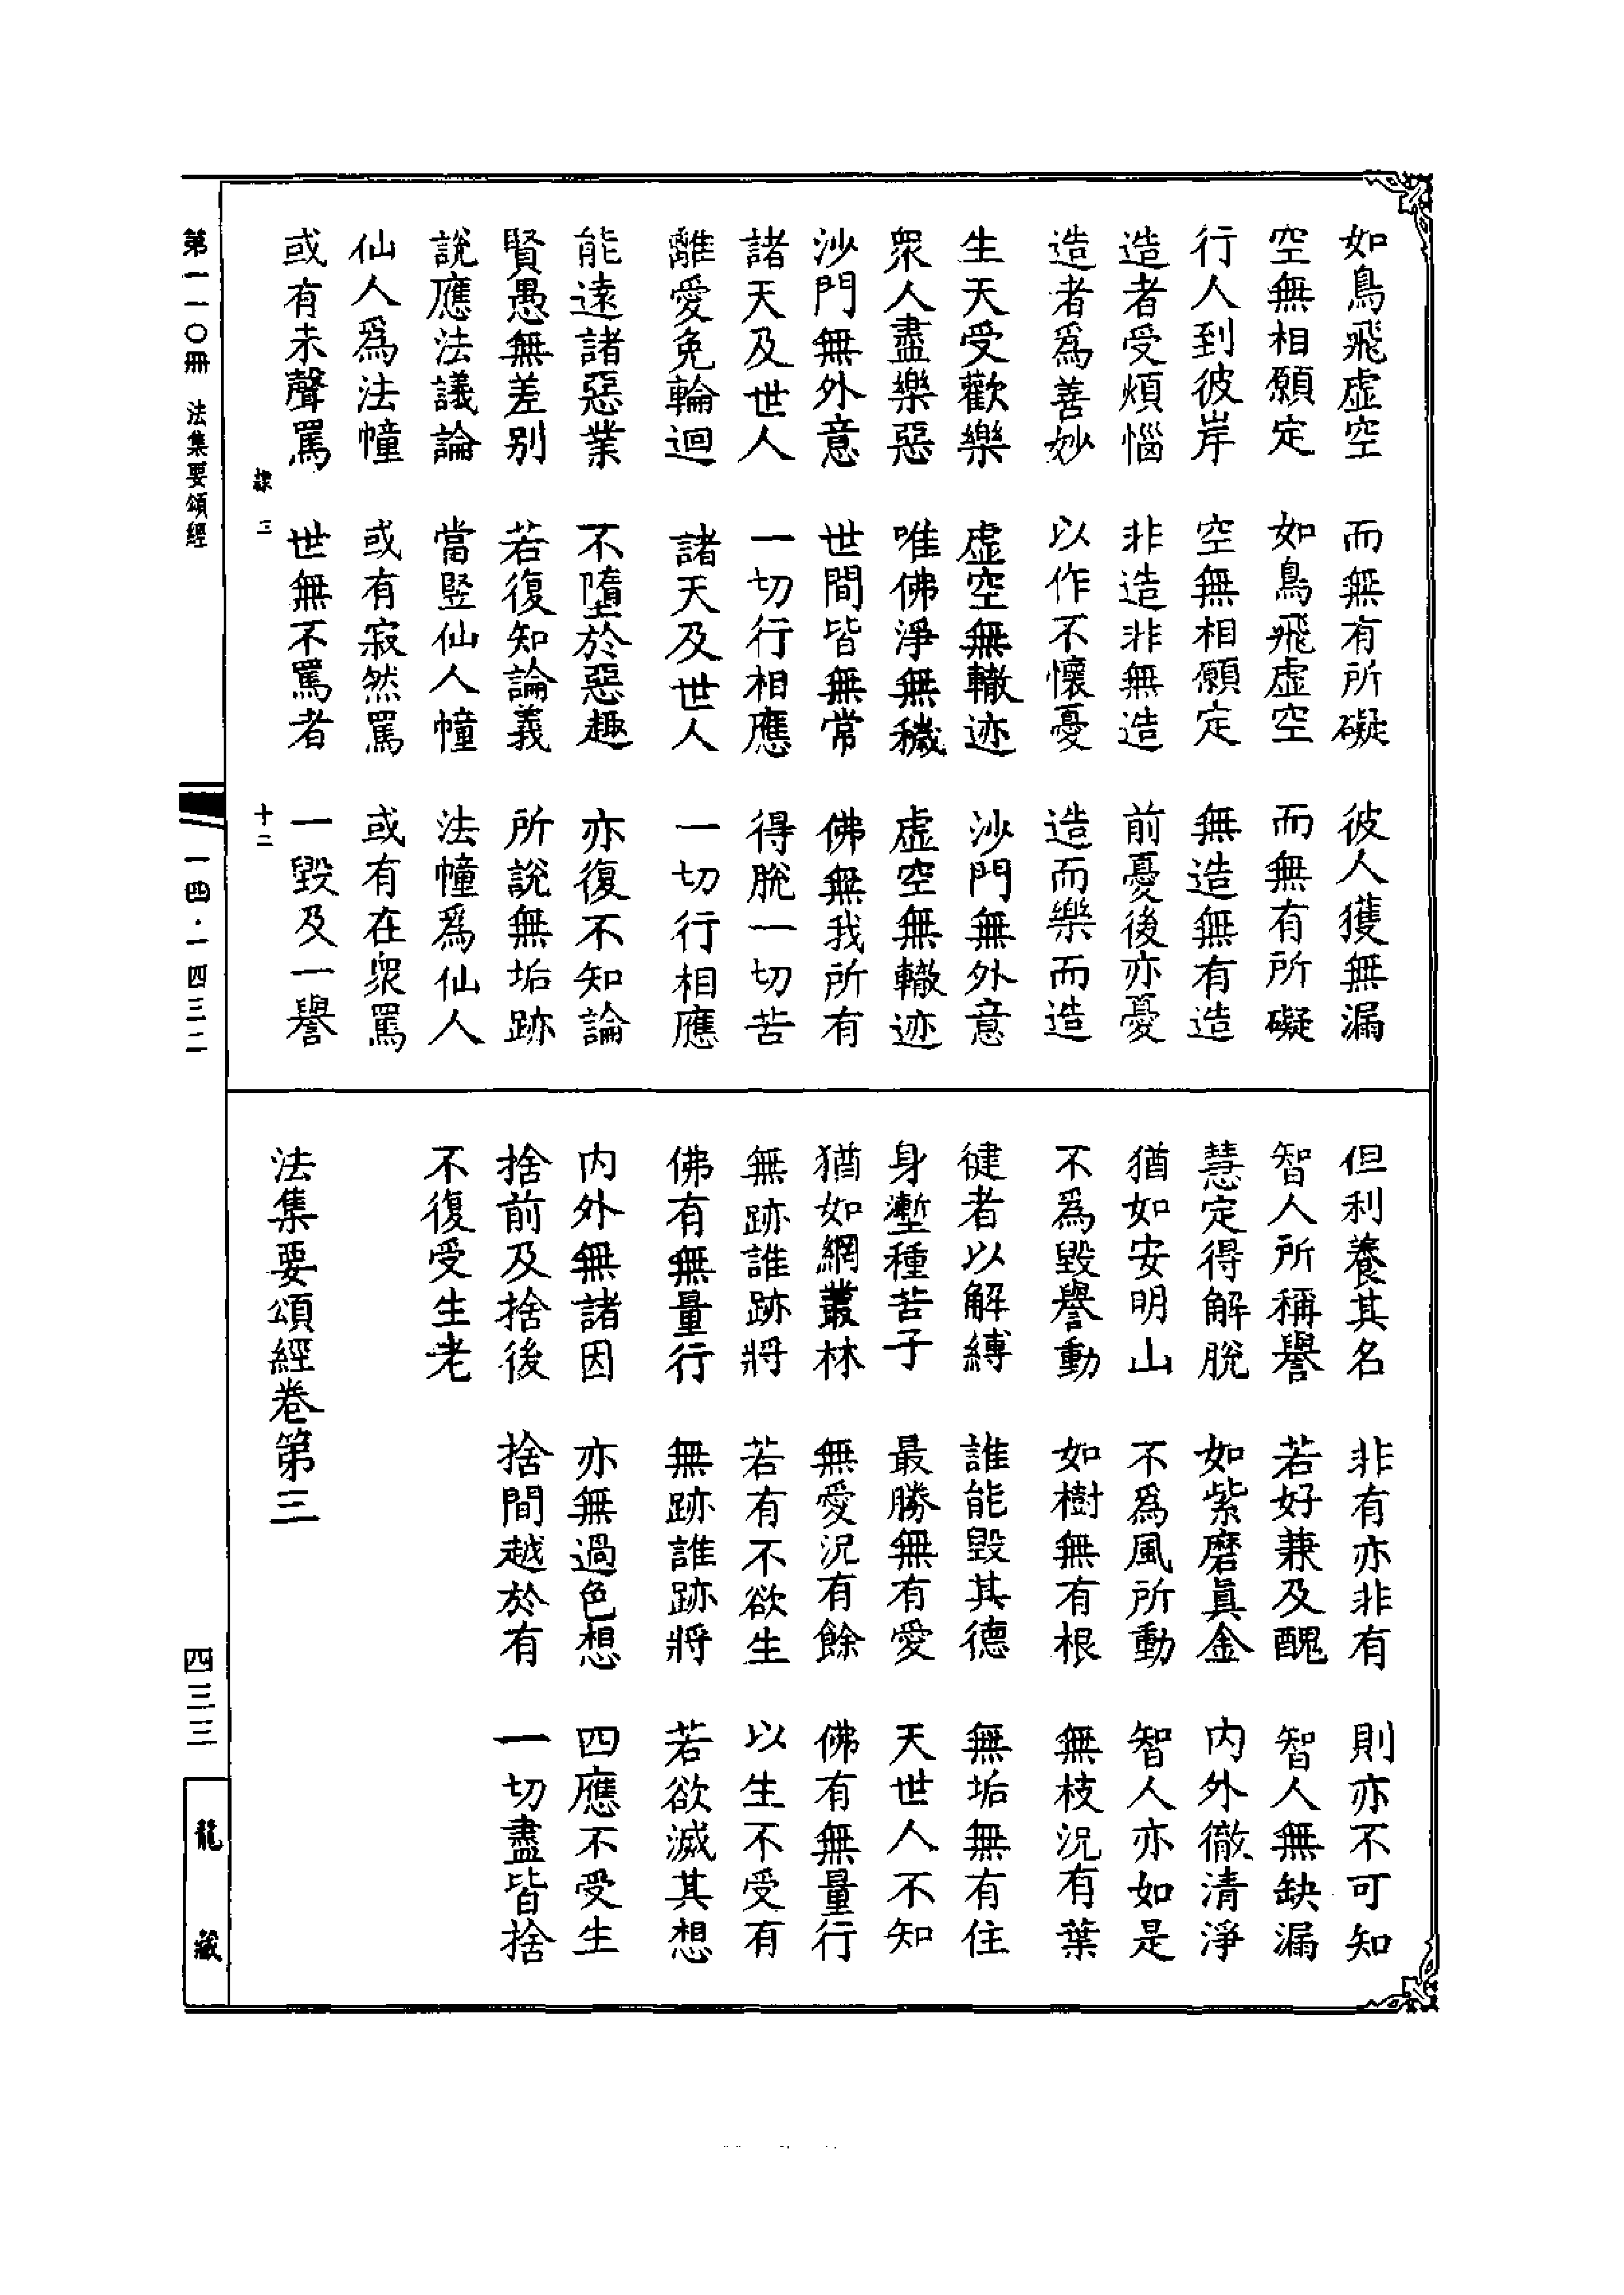 如鳥飛虛空　而無有所礙　彼人獲無漏
空無相願定　如鳥飛虛空　而無有所礙
行人到彼岸　空無相願定　無造無有造
造者受煩惱　非造非無造　前憂後亦憂
造者爲善妙　以作不懷憂　造而樂而造
生天受歡樂　虛空無轍迹　沙門無外意
衆人盡樂惡　唯佛淨無穢　虛空無轍迹
沙門無外意　世間皆無常　佛無我所有
諸天及世人　一切行相應　得脫一切苦
離愛免輪迴　諸天及世人　一切行相應
能遠諸惡業　不墮於惡趣　亦復不知論
賢愚無差别　若復知論義　所說無垢跡
說應法議論　當竪仙人幢　法幢爲仙人
仙人爲法幢　或有寂然罵　或有在衆罵
或有未聲罵　世無不罵者　一毀及一譽
隸三　十二
但利養其名　非有亦非有　則亦不可知
智人所稱譽　若好兼及醜　智人無缺漏
慧定得解脫　如紫磨眞金　内外徹清淨
猶如安明山　不爲風所動　智人亦如是
不爲毀譽動　如樹無有根　無枝況有葉
健者以解縛　誰能毀其德　無垢無有住
身壍種苦子　最勝無有愛　天世人不知
猶如網叢林　無愛況有餘　佛有無量行
無跡誰跡將　若有不欲生　以生不受有
佛有無量行　無跡誰跡將　若欲滅其想
内外無諸因　亦無過色想　四應不受生
捨前及捨後　捨間越於有　一切盡皆捨
不復受生老
法集要頌經卷第三
第一一〇冊　法集要頌經
一四·一四三二
四三三
龍藏